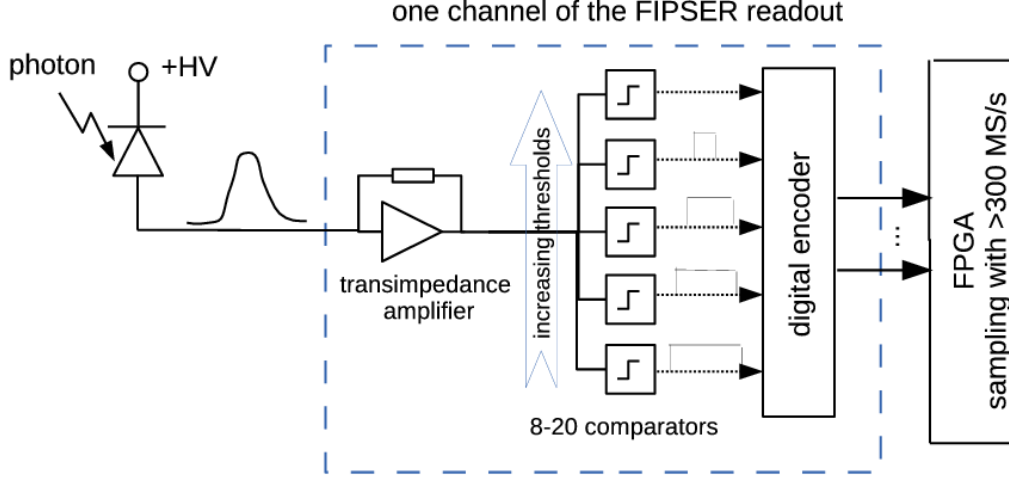 one channel of the FIPSER readout
photon
+HV
transimpedance
amplifier
increasing thresholds
8-20 comparators
digital encoder
...
FPGA
sampling with >300 MS/s